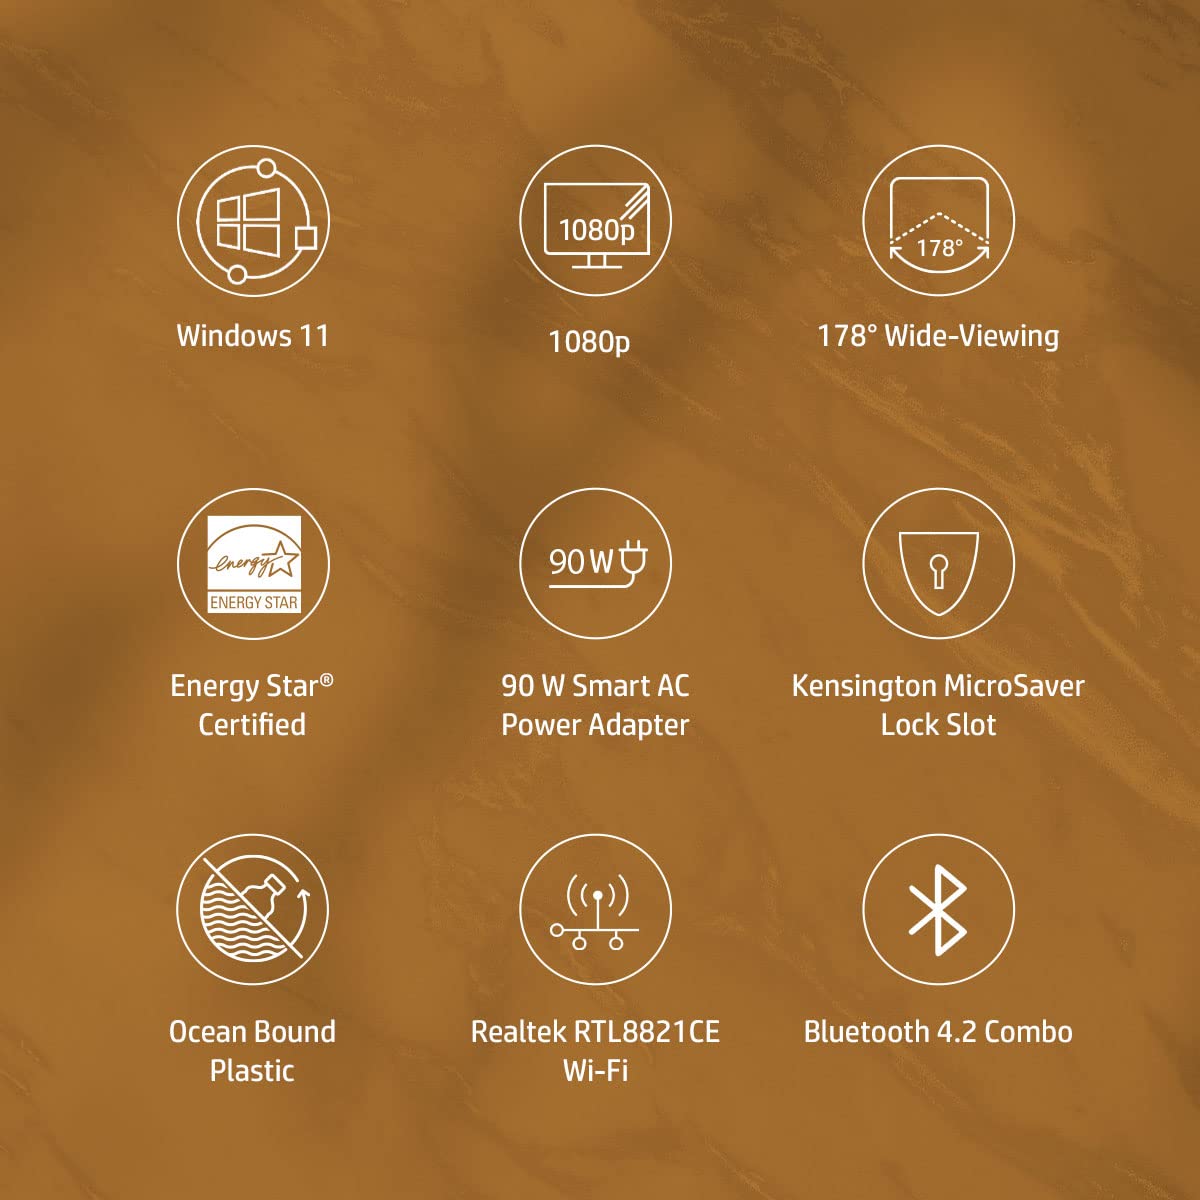 1080p
178°
Windows 11
1080p
178° Wide-Viewing
energy
ENERGY STAR
90 W
Energy Star®
Certified
90 W Smart AC
Power Adapter
Kensington MicroSaver
Lock Slot
Ocean Bound
Plastic
Realtek RTL8821CE
Wi-Fi
Bluetooth 4.2 Combo